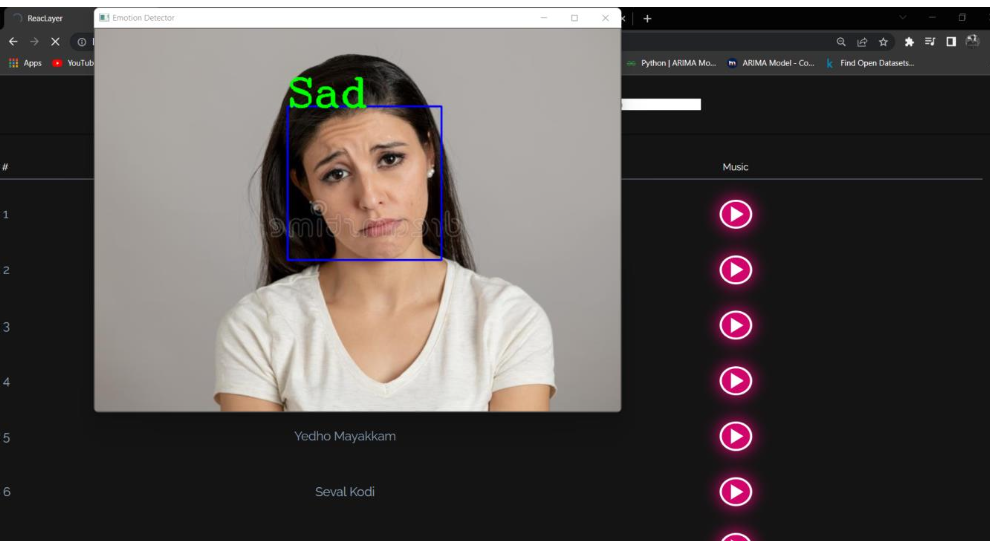 ReacLayer
Emotion Detector
Apps
YouTub
Python | ARIMA Mo...
ARIMA Model - Co...
Find Open Datasets...
Sad
dreamstime
#
Music
1
2
3
4
5 Yedho Mayakkam
6 Seval Kodi